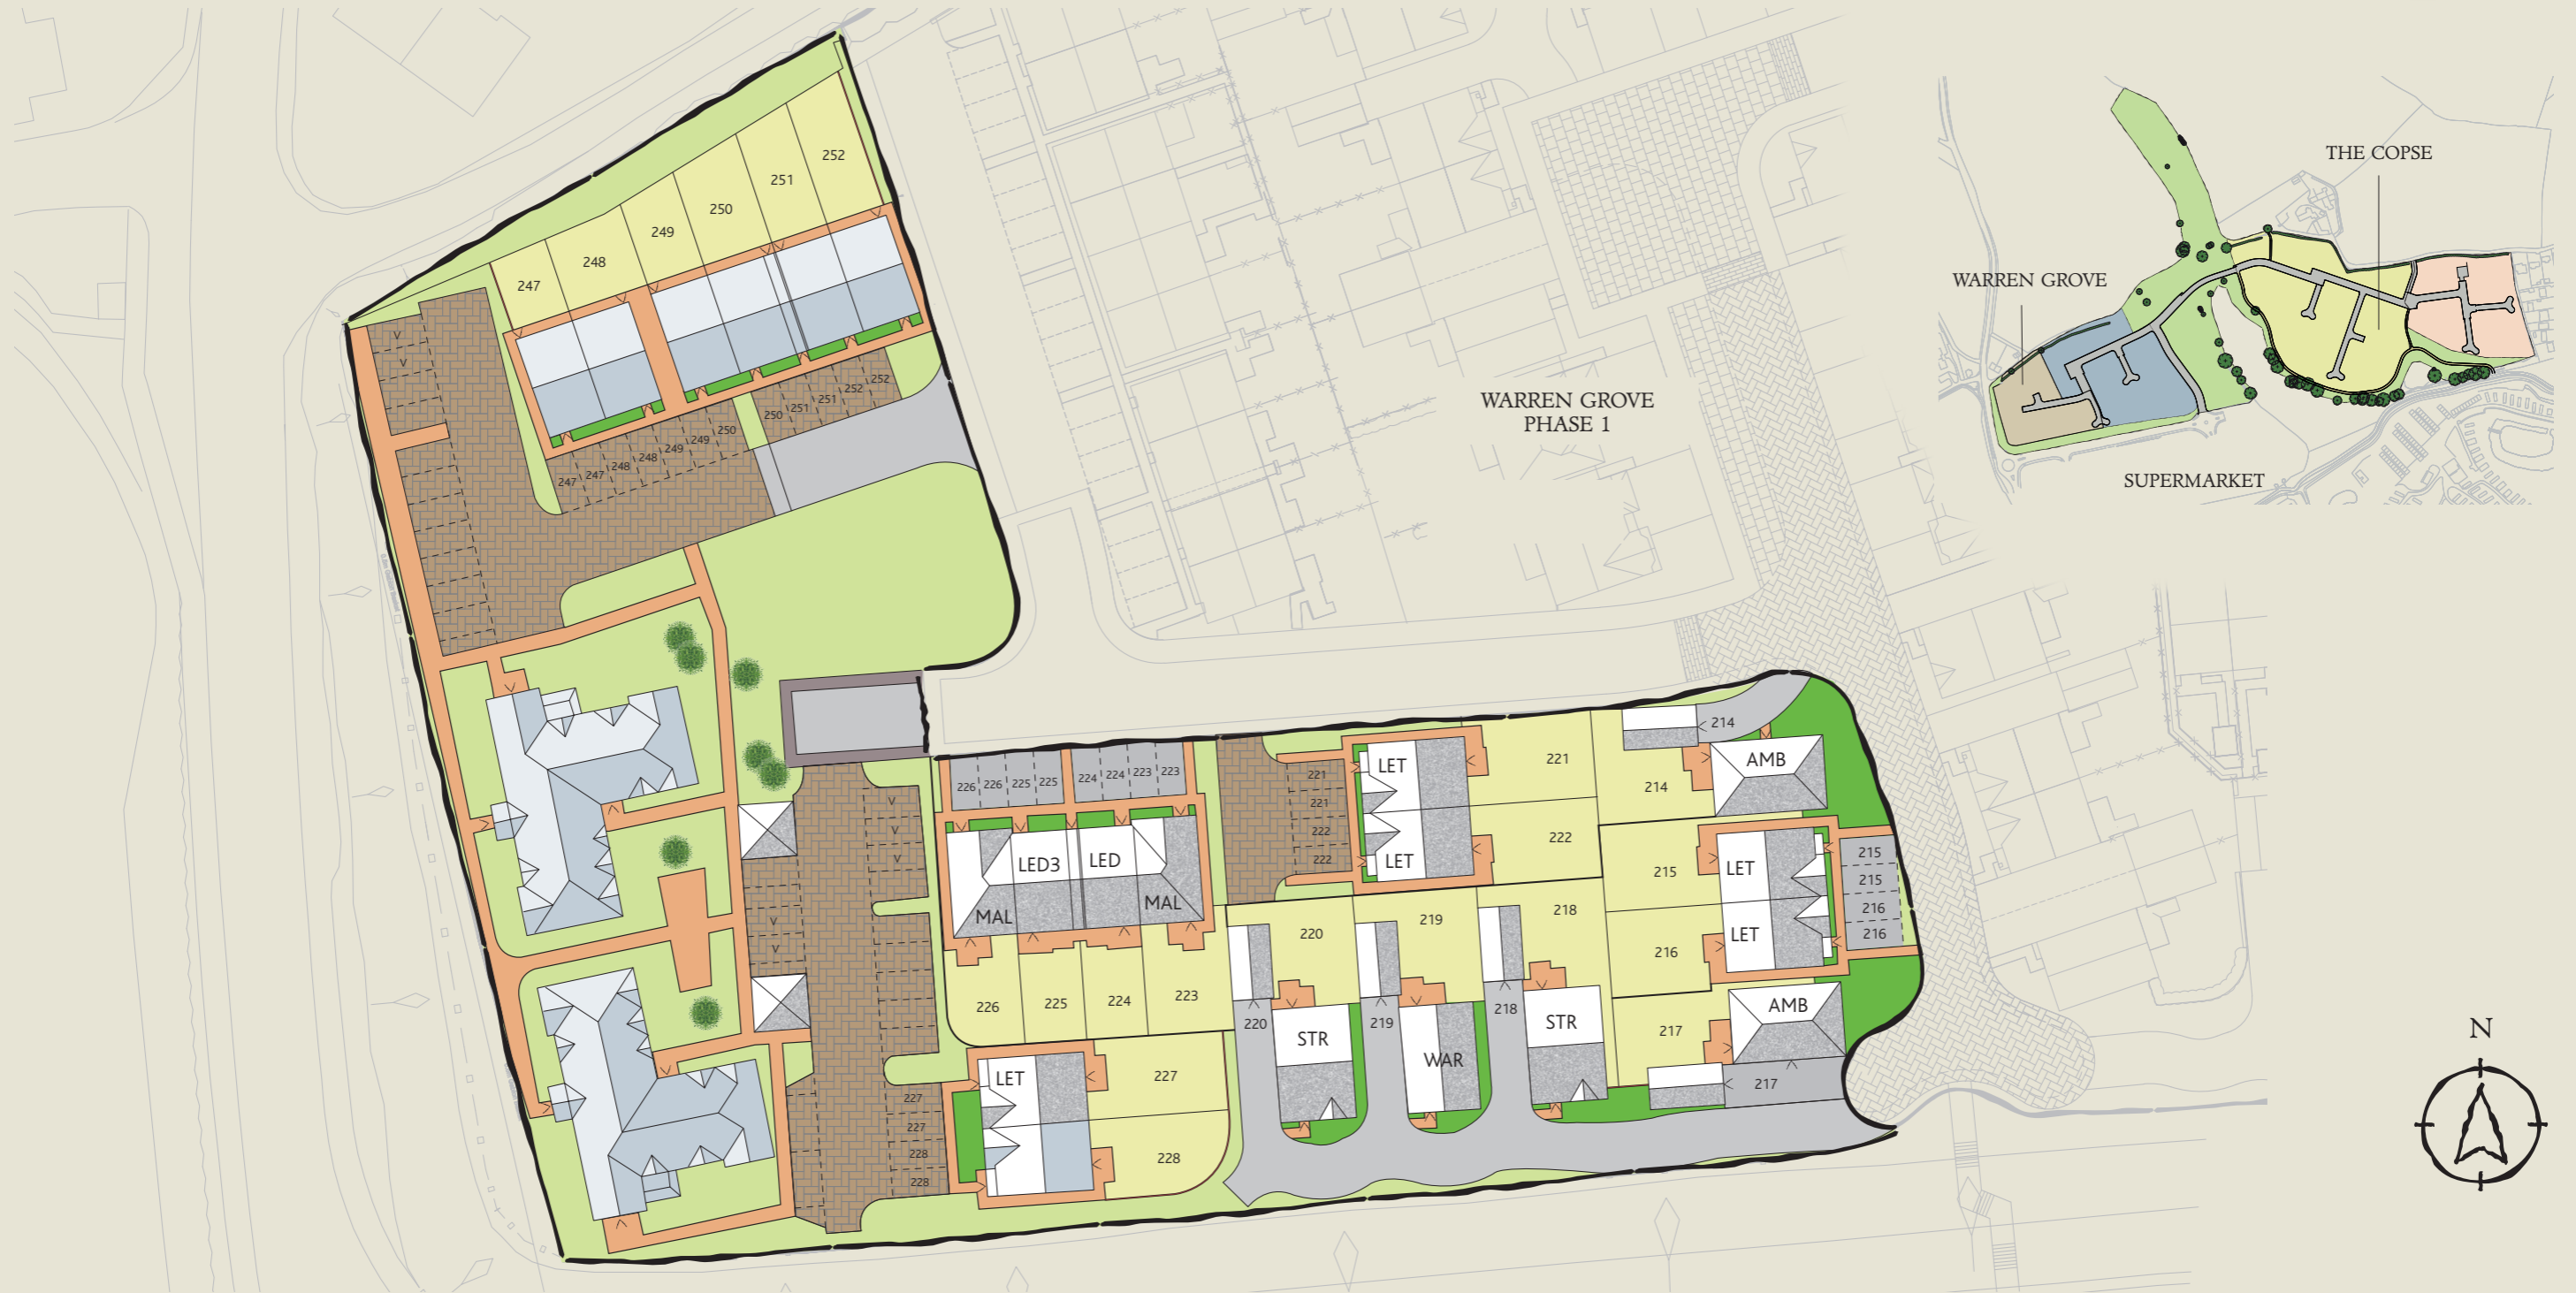 THE COPSE
WARREN GROVE
SUPERMARKET
WARREN GROVE
PHASE 1
N
252
251
250
249
248
247
V
V
252
252
251
251
250
250
249
249
248
248
247
247
214
AMB
214
221
LET
221
221
222
222
222
LET
226
226
225
225
224
224
223
223
LED3
LED
MAL
MAL
V
V
V
V
V
215
LET
215
215
216
216
LET
216
218
219
220
226
225
224
223
220
219
218
STR
WAR
STR
217
AMB
217
LET
227
227
227
228
228
228